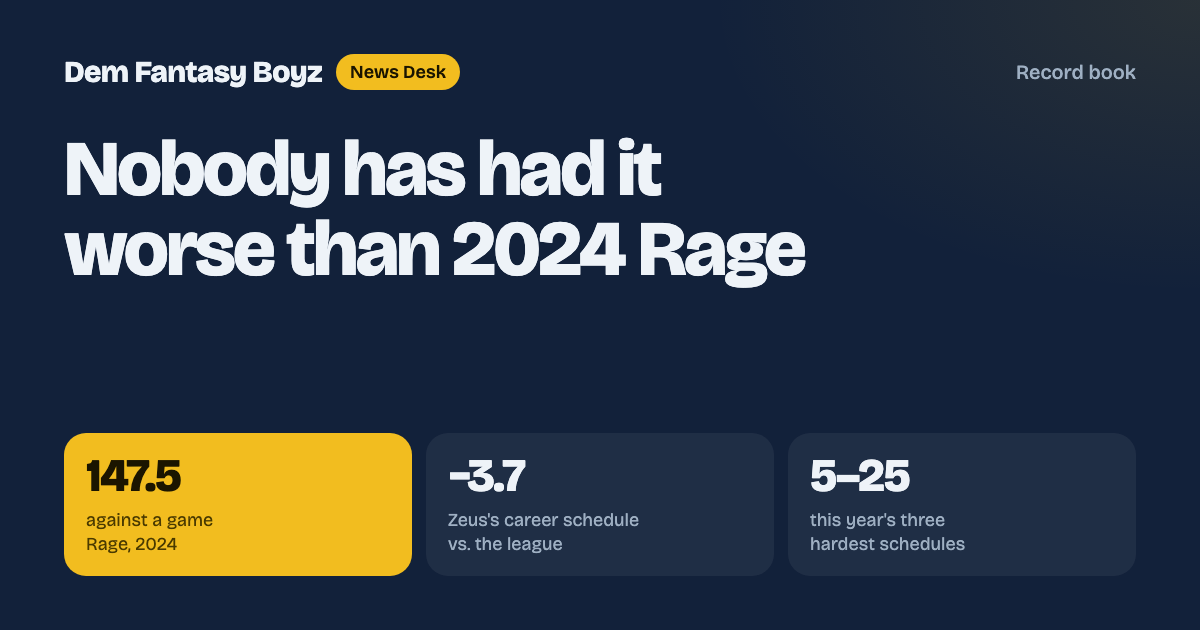 Dem Fantasy Boyz
News Desk
Record book
Nobody has had it
worse than 2024 Rage
147.5
against a game
Rage, 2024
−3.7
Zeus's career schedule
vs. the league
5–25
this year's three
hardest schedules